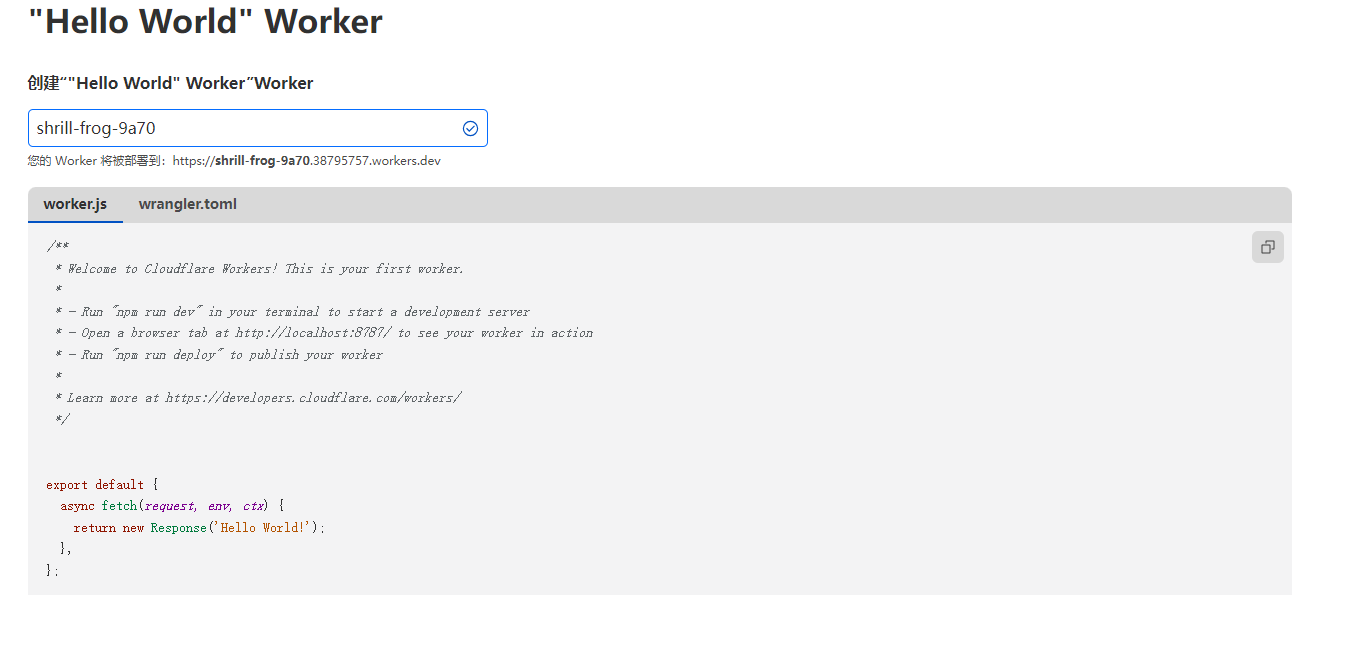 "Hello World" Worker
创建“"Hello World" Worker”Worker
shrill-frog-9a70
您的 Worker 将被部署到：https://shrill-frog-9a70.38795757.workers.dev
worker.js wrangler.toml
/**
* Welcome to Cloudflare Workers! This is your first worker.
*
* - Run "npm run dev" in your terminal to start a development server
* - Open a browser tab at http://localhost:8787/ to see your worker in action
* - Run "npm run deploy" to publish your worker
*
* Learn more at https://developers.cloudflare.com/workers/
*/
export default {
async fetch(request, env, ctx) {
return new Response('Hello World!');
},
};